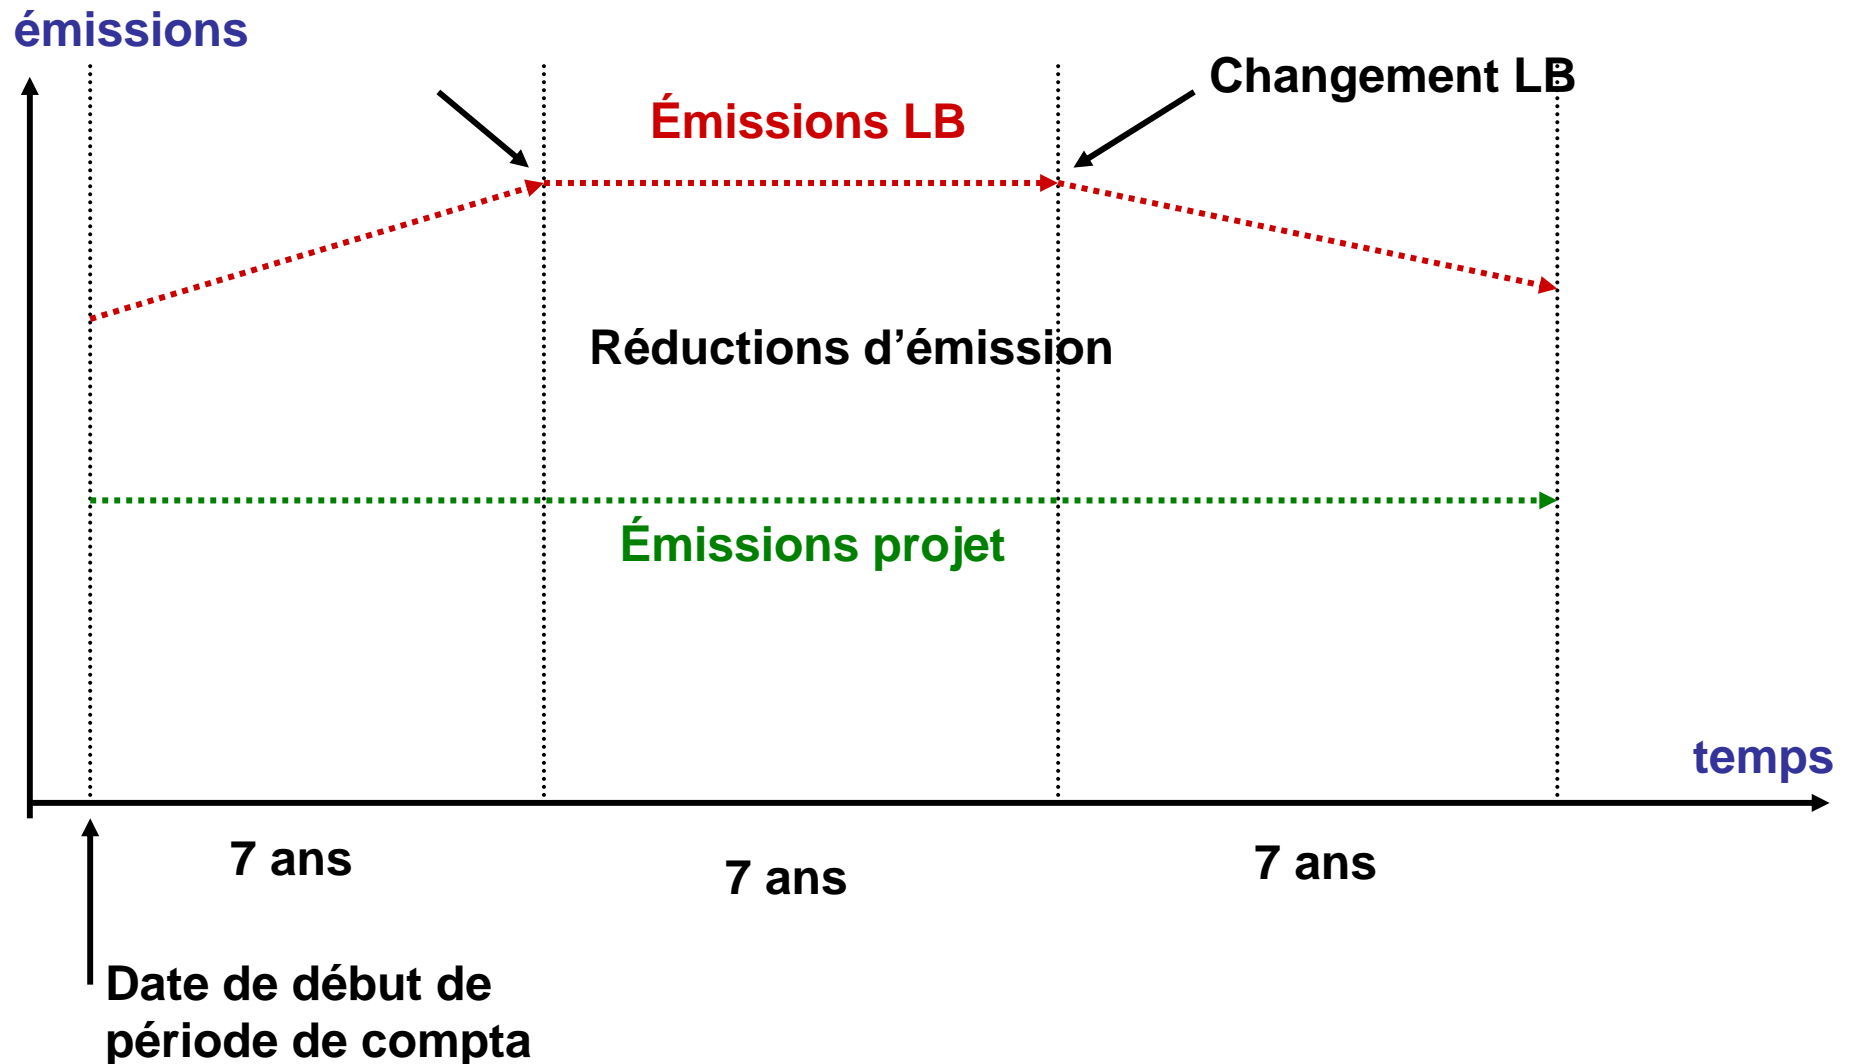 émissions
Changement LB
Émissions LB
Réductions d’émission
Émissions projet
temps
7 ans
7 ans
7 ans
Date de début de
période de compta